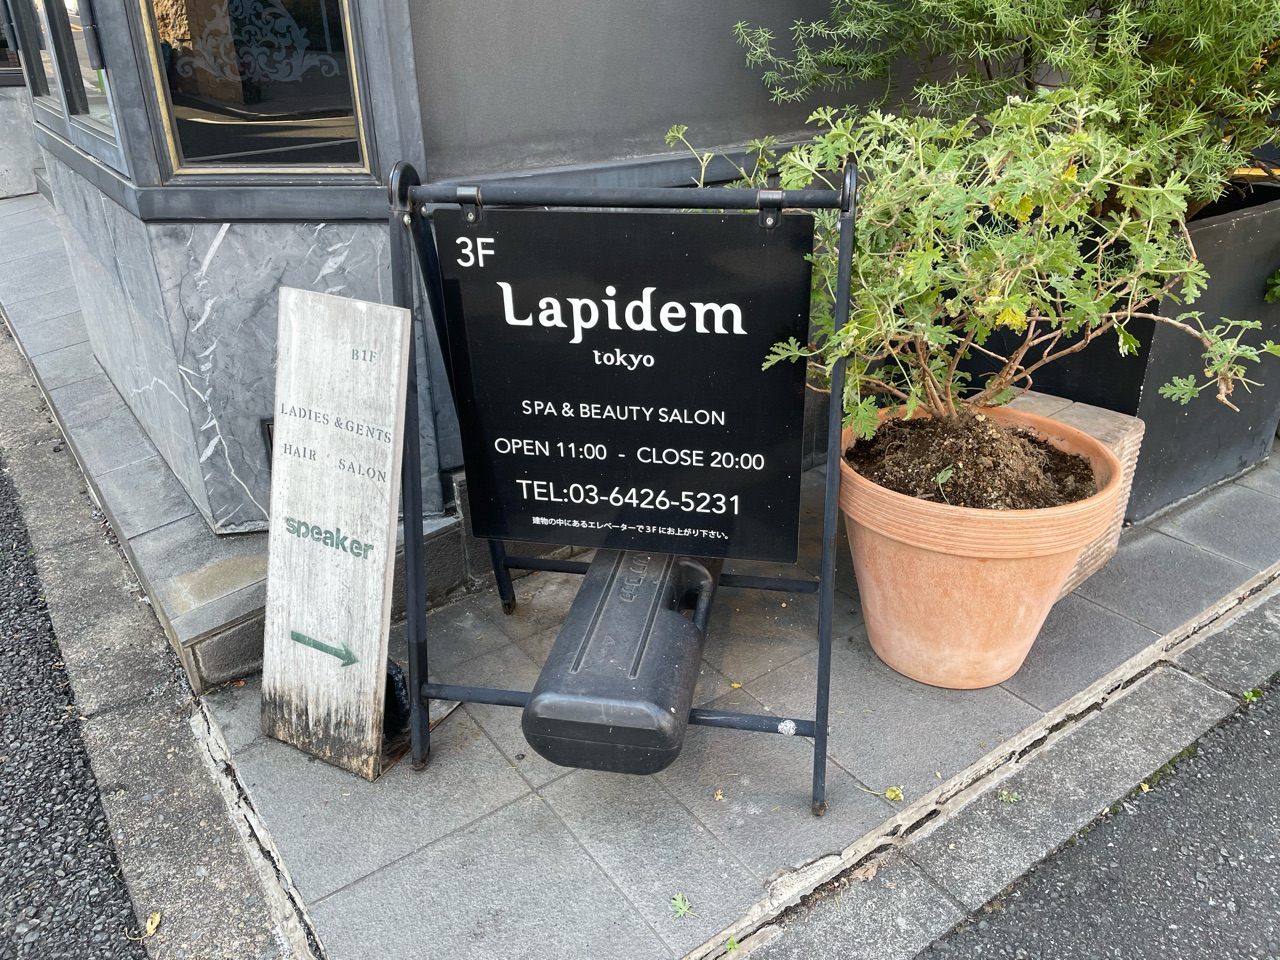 B1F
LADIES & GENTS
HAIR SALON
speaker
3F
Lapidem
tokyo
SPA & BEAUTY SALON
OPEN 11:00 - CLOSE 20:00
TEL:03-6426-5231
建物の中にあるエレベーターで3Fにお上がり下さい。